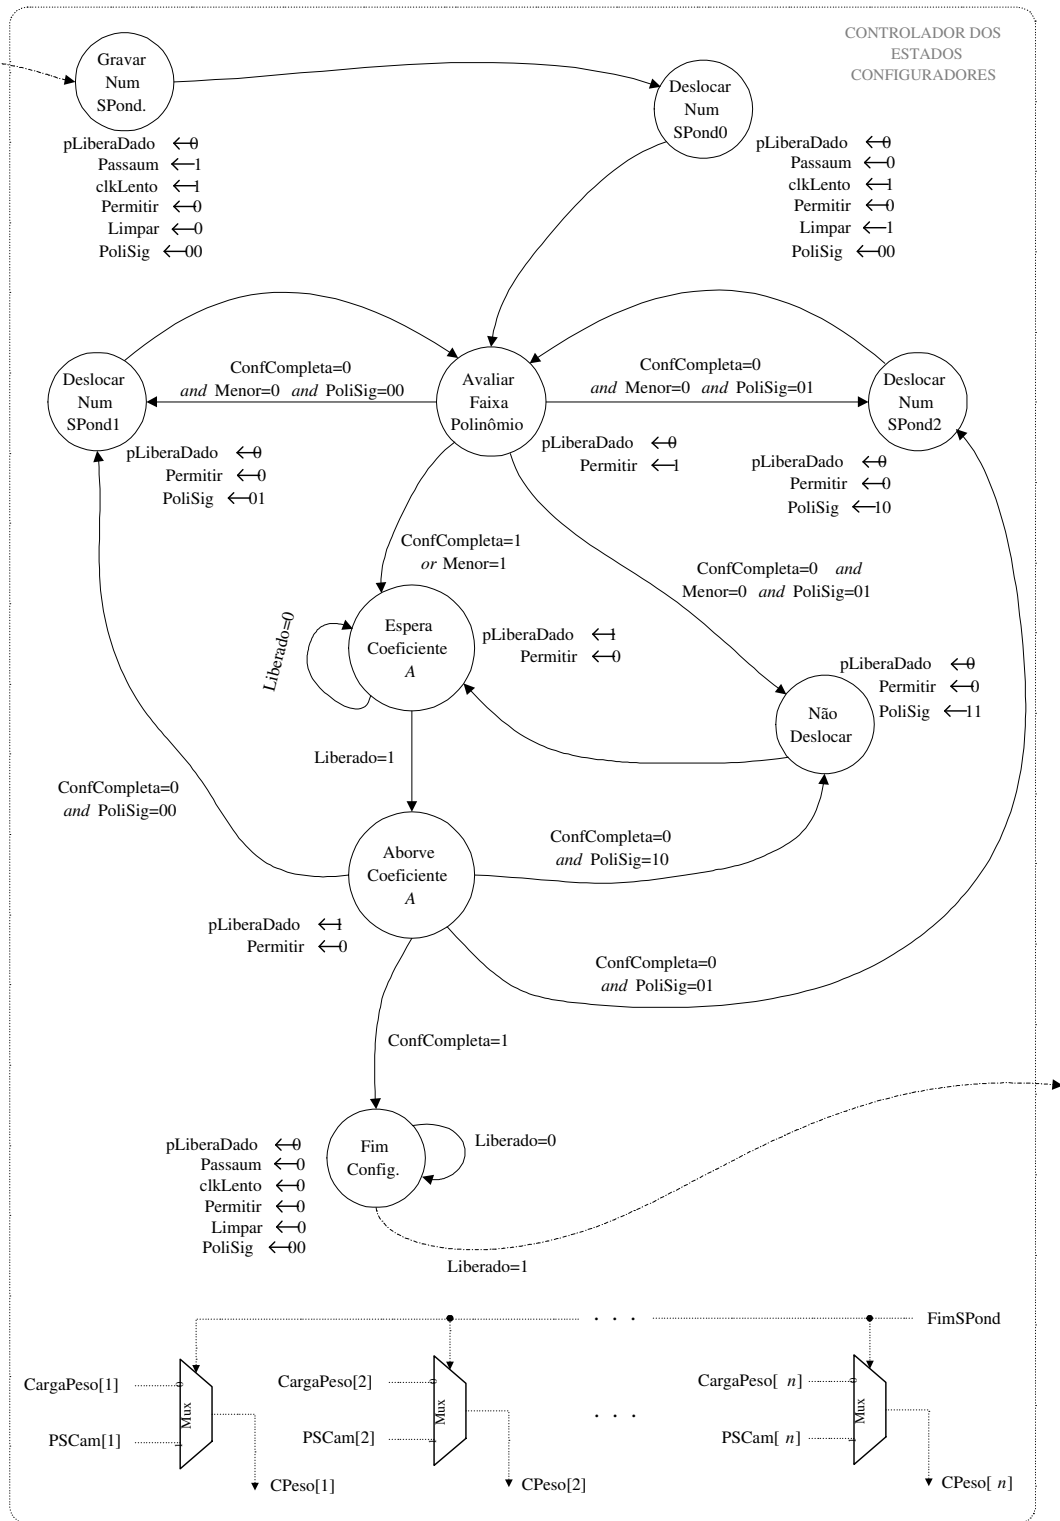 CONTROLADOR DOS
ESTADOS
CONFIGURADORES
Gravar
Num
SPond.
pLiberaDado ←0
Passaum ←1
clkLento ←1
Permitir ←0
Limpar ←0
PoliSig ←00
Deslocar
Num
SPond0
pLiberaDado ←0
Passaum ←0
clkLento ←1
Permitir ←0
Limpar ←1
PoliSig ←00
Deslocar
Num
SPond1
pLiberaDado ←0
Permitir ←0
PoliSig ←01
ConfCompleta=0
and Menor=0 and PoliSig=00
Avaliar
Faixa
Polinômio
pLiberaDado ←0
Permitir ←1
ConfCompleta=0
and Menor=0 and PoliSig=01
Deslocar
Num
SPond2
pLiberaDado ←0
Permitir ←0
PoliSig ←10
ConfCompleta=1
or Menor=1
ConfCompleta=0 and
Menor=0 and PoliSig=01
Liberado=0
Espera
Coeficiente
A
pLiberaDado ←1
Permitir ←0
Não
Deslocar
pLiberaDado ←0
Permitir ←0
PoliSig ←11
Liberado=1
ConfCompleta=0
and PoliSig=00
Aborve
Coeficiente
A
pLiberaDado ←1
Permitir ←0
ConfCompleta=0
and PoliSig=10
ConfCompleta=0
and PoliSig=01
ConfCompleta=1
Fim
Config.
pLiberaDado ←0
Passaum ←0
clkLento ←0
Permitir ←0
Limpar ←0
PoliSig ←00
Liberado=0
Liberado=1
. . .
FimSPond
CargaPeso[1]
0
Mux
1
PSCam[1]
CPeso[1]
CargaPeso[2]
0
Mux
1
PSCam[2]
CPeso[2]
. . .
CargaPeso[ n]
0
Mux
1
PSCam[ n]
CPeso[ n]